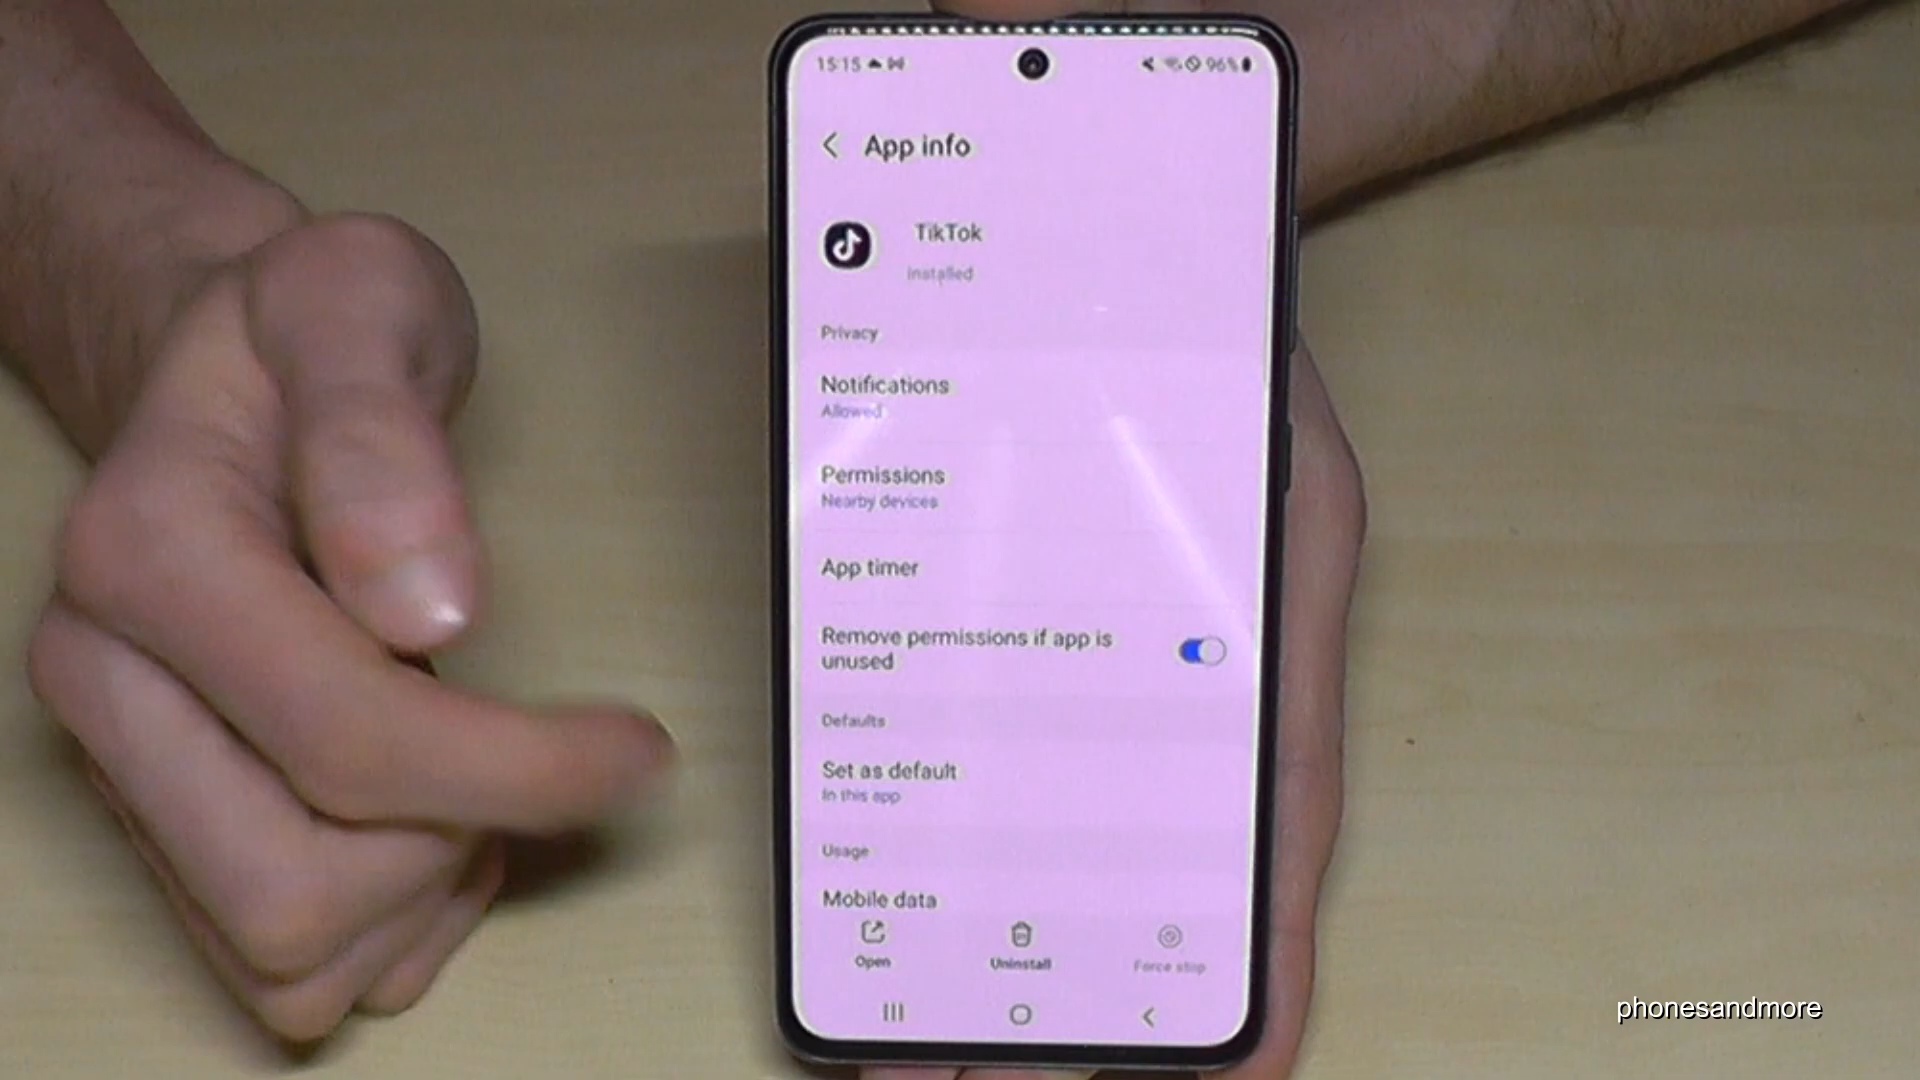 15:15
96%
App info
TikTok
Installed
Privacy
Notifications
Allowed
Permissions
Nearby devices
App timer
Remove permissions if app is
unused
Defaults
Set as default
In this app
Usage
Mobile data
Open
Uninstall
Force stop
phonesandmore